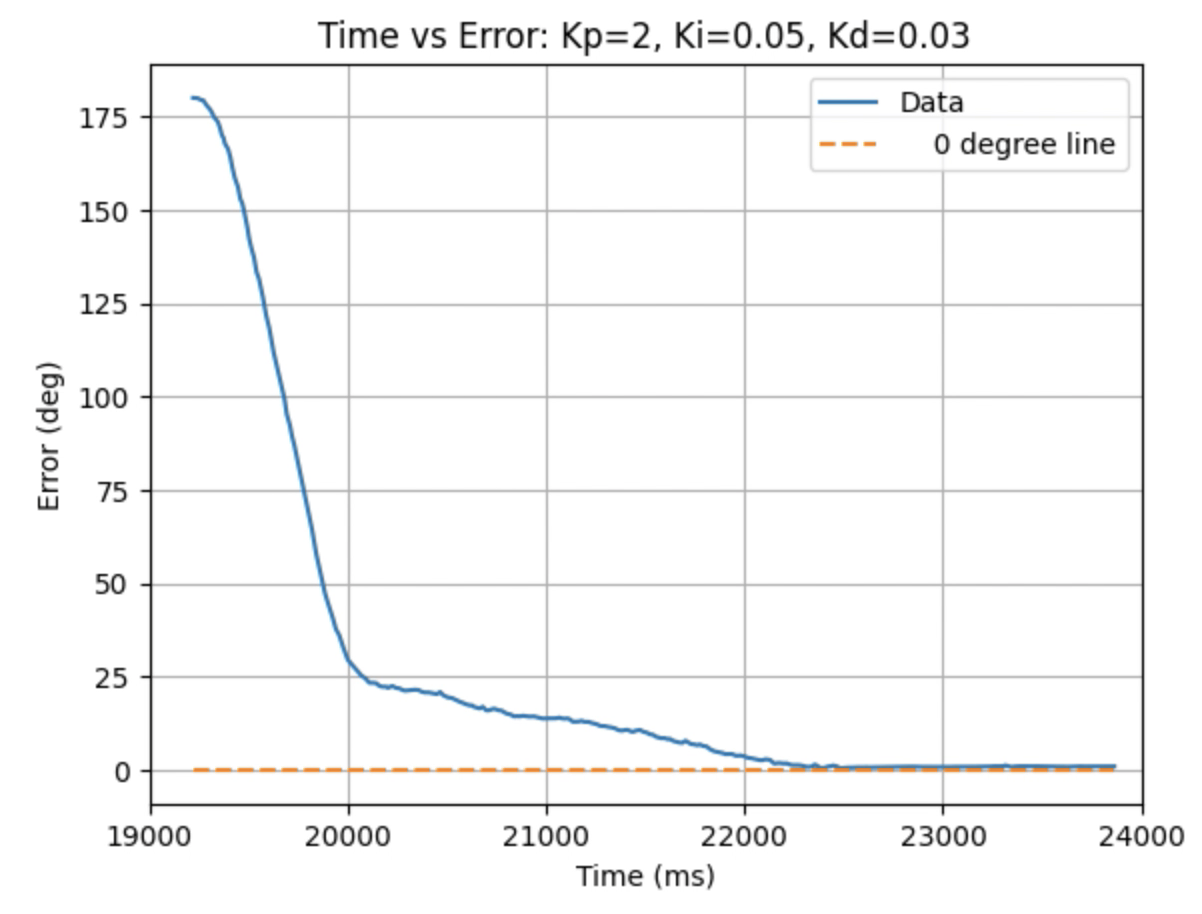 Time vs Error: Kp=2, Ki=0.05, Kd=0.03
Data
0 degree line
175
150
125
100
75
50
25
0
Error (deg)
19000 20000 21000 22000 23000 24000
Time (ms)